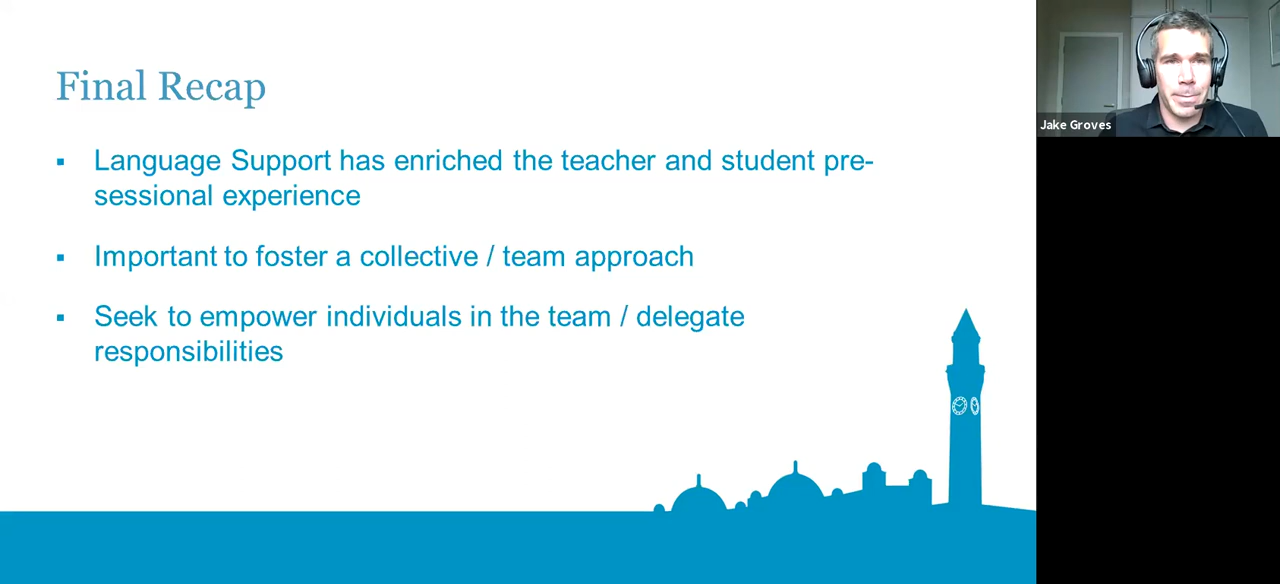 Final Recap
Language Support has enriched the teacher and student pre-
sessional experience
Important to foster a collective / team approach
Seek to empower individuals in the team / delegate
responsibilities
Jake Groves